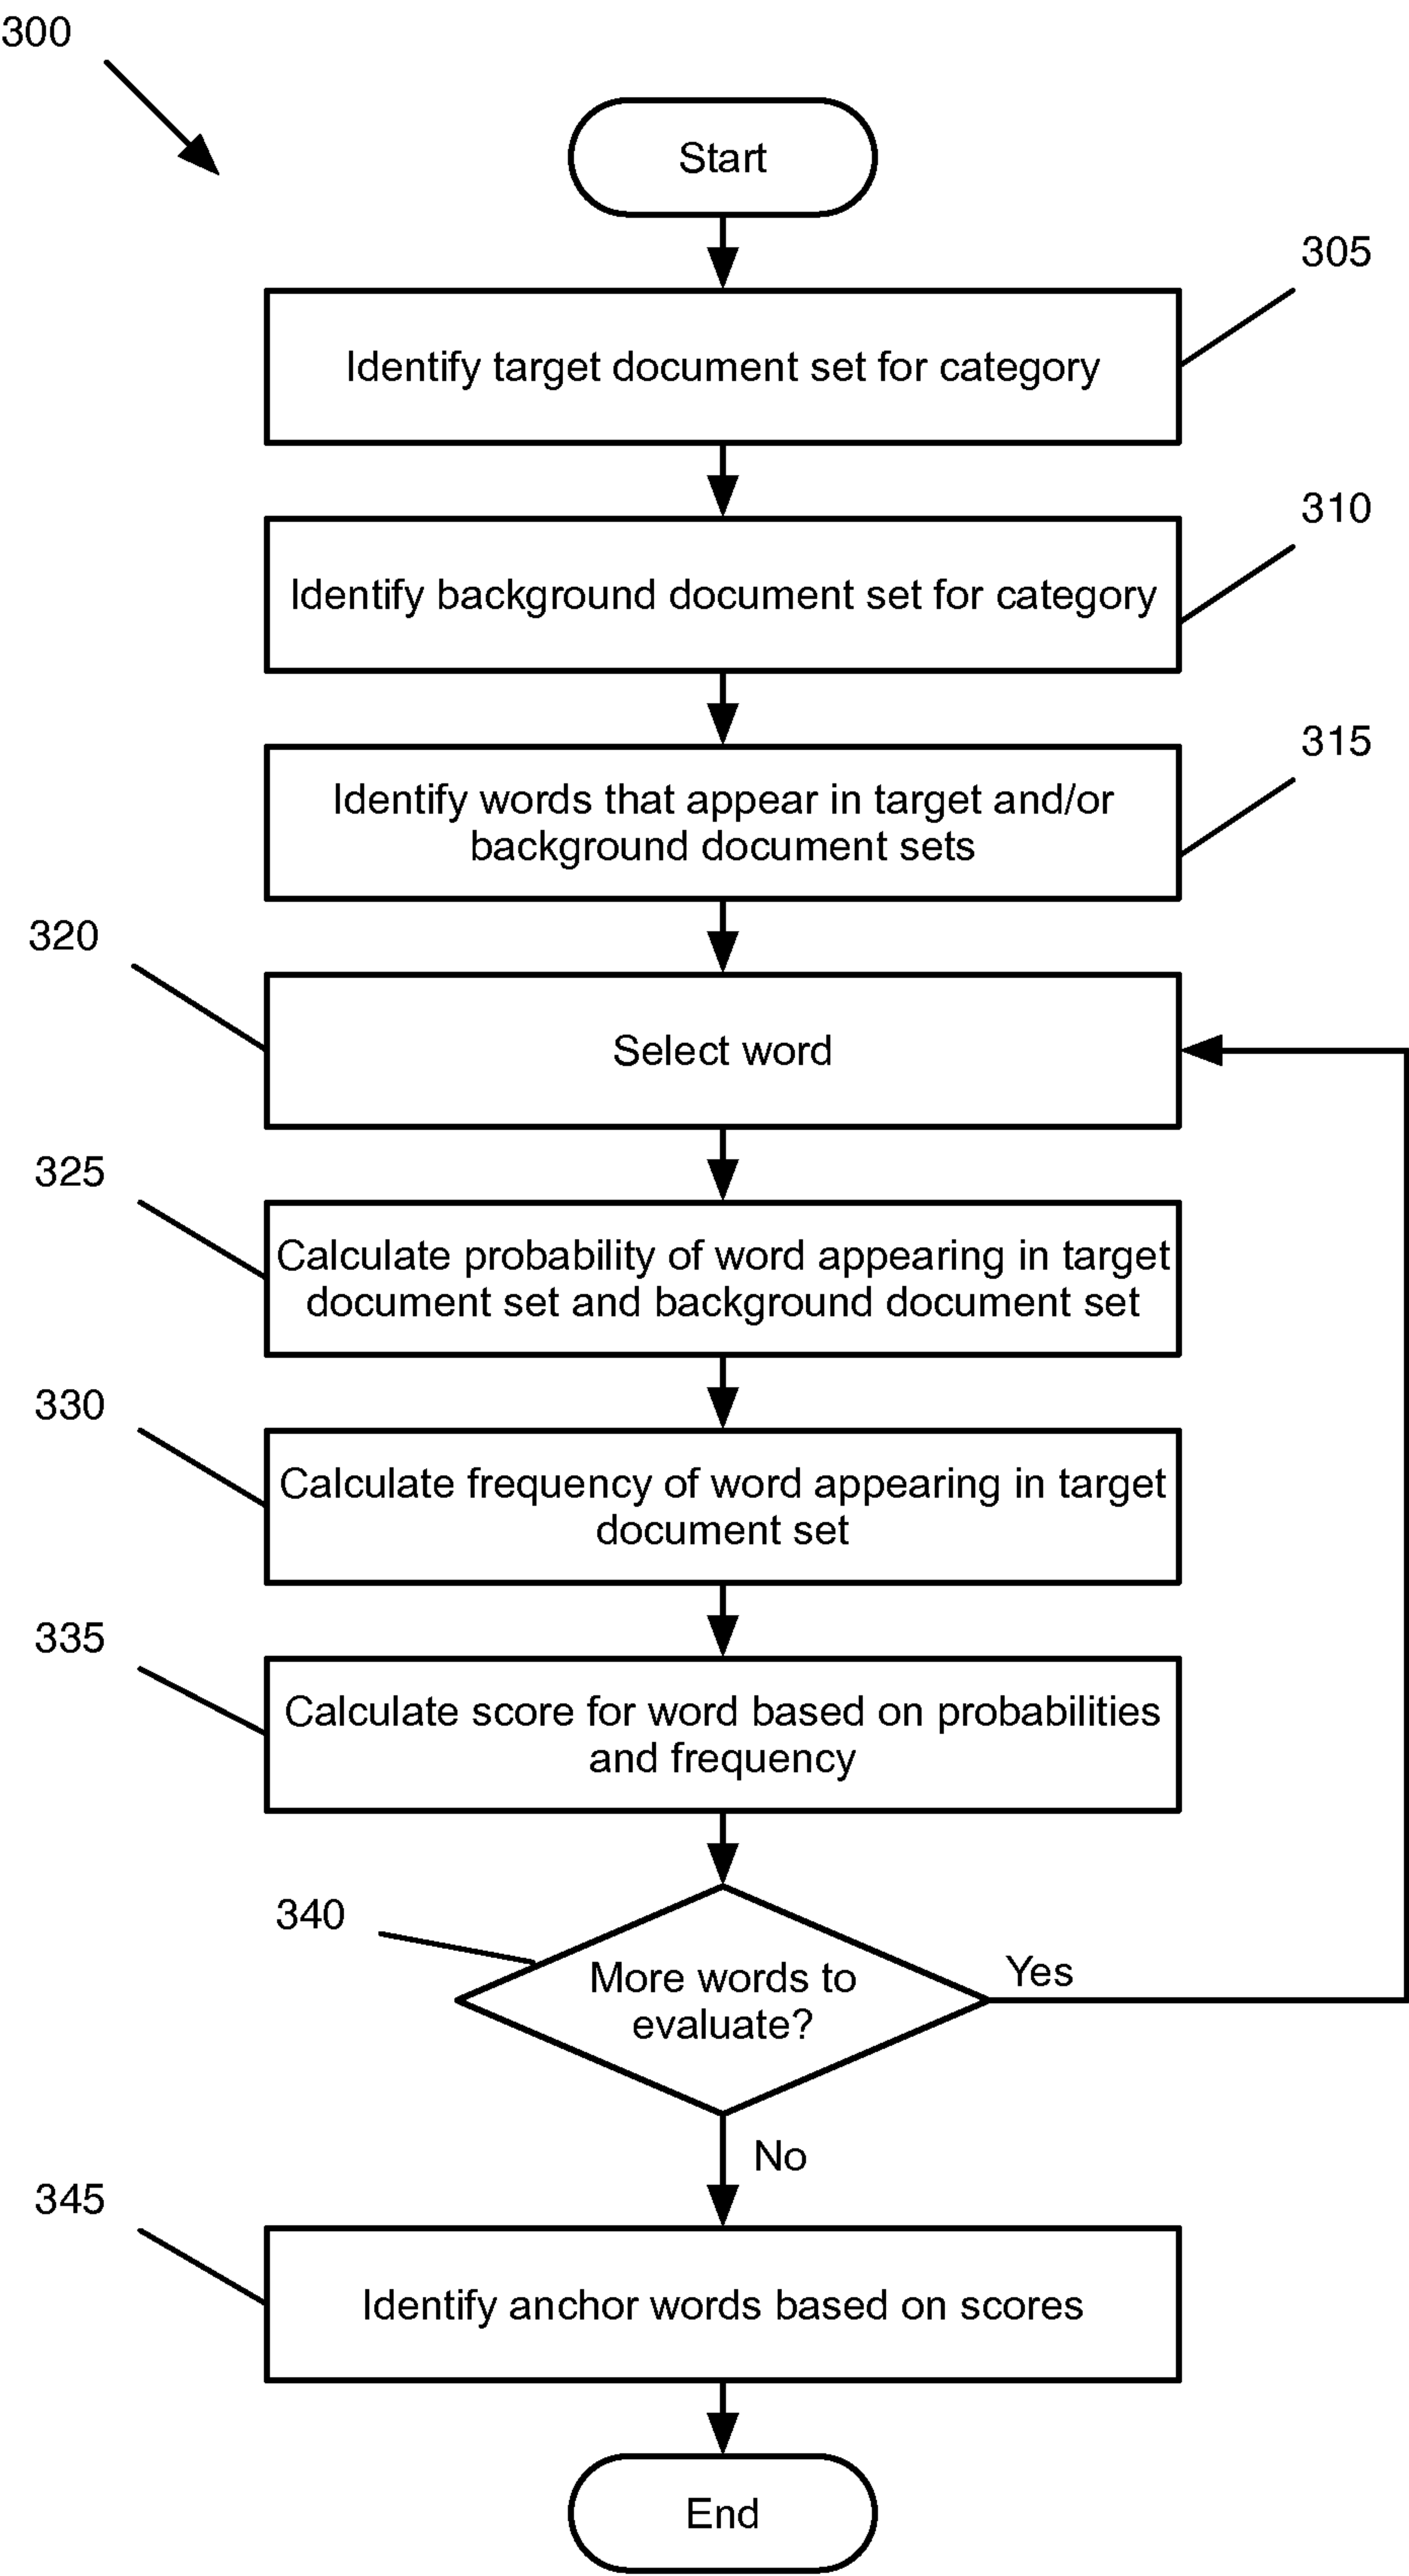 300
Start
305
Identify target document set for category
310
Identify background document set for category
315
Identify words that appear in target and/or
background document sets
320
Select word
325
Calculate probability of word appearing in target
document set and background document set
330
Calculate frequency of word appearing in target
document set
335
Calculate score for word based on probabilities
and frequency
340
More words to
evaluate?
Yes
No
345
Identify anchor words based on scores
End